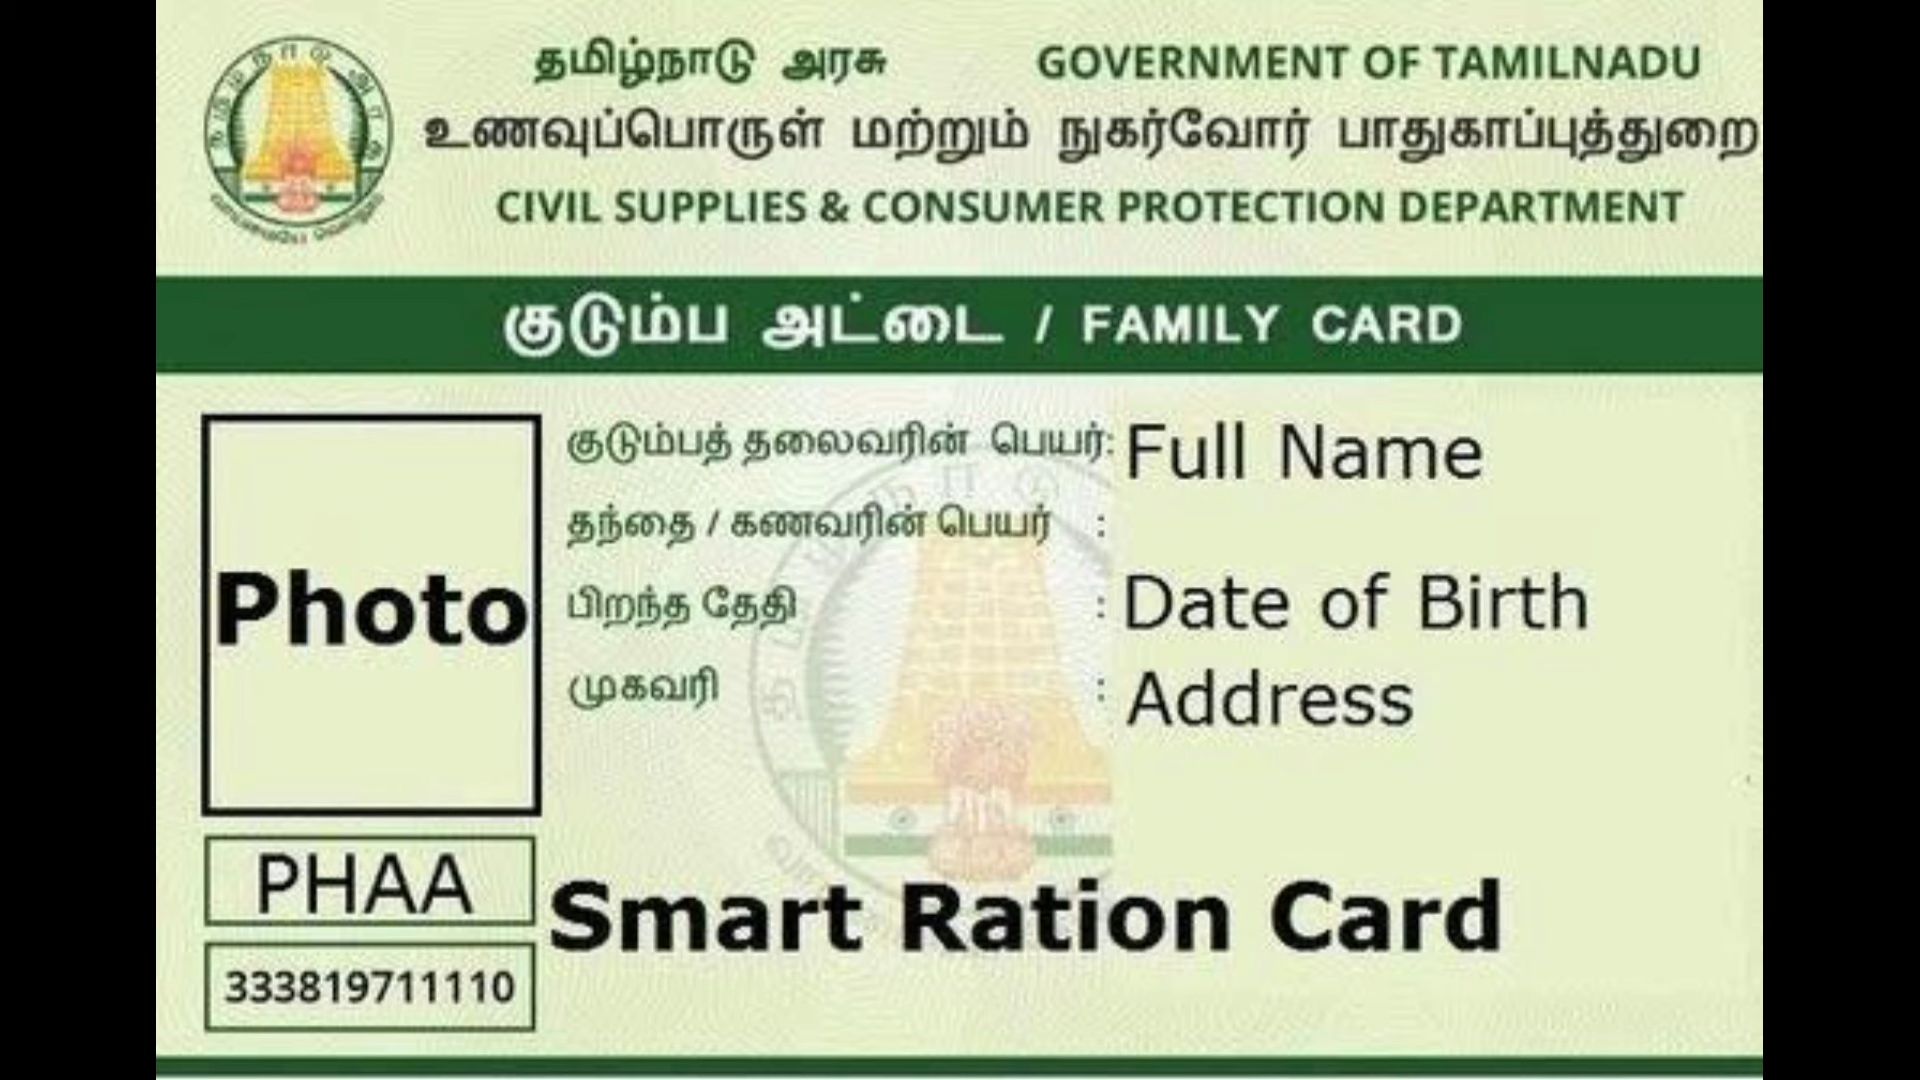 தமிழ்நாடு அரசு GOVERNMENT OF TAMILNADU
உணவுப்பொருள் மற்றும் நுகர்வோர் பாதுகாப்புத்துறை
CIVIL SUPPLIES & CONSUMER PROTECTION DEPARTMENT
குடும்ப அட்டை / FAMILY CARD
குடும்பத் தலைவரின் பெயர்: Full Name
தந்தை / கணவரின் பெயர் :
பிறந்த தேதி : Date of Birth
முகவரி : Address
Photo
PHAA
Smart Ration Card
333819711110